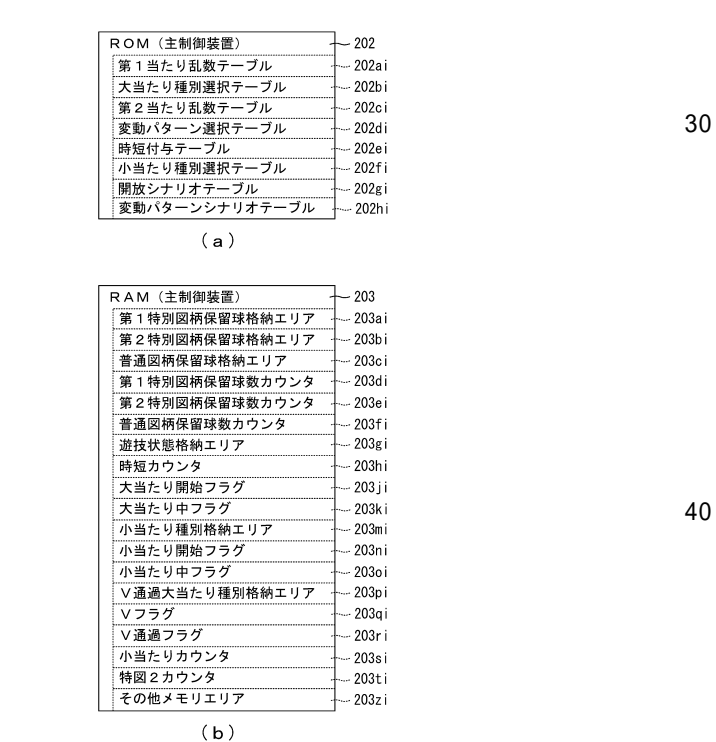 ROM（主制御装置） 202
第１当たり乱数テーブル 202ai
大当たり種別選択テーブル 202bi
第２当たり乱数テーブル 202ci
変動パターン選択テーブル 202di
時短付与テーブル 202ei
小当たり種別選択テーブル 202fi
開放シナリオテーブル 202gi
変動パターンシナリオテーブル 202hi
（a）
30
RAM（主制御装置） 203
第１特別図柄保留球格納エリア 203ai
第２特別図柄保留球格納エリア 203bi
普通図柄保留球格納エリア 203ci
第１特別図柄保留球数カウンタ 203di
第２特別図柄保留球数カウンタ 203ei
普通図柄保留球数カウンタ 203fi
遊技状態格納エリア 203gi
時短カウンタ 203hi
大当たり開始フラグ 203ji
大当たり中フラグ 203ki
小当たり種別格納エリア 203mi
小当たり開始フラグ 203ni
小当たり中フラグ 203oi
Ｖ通過大当たり種別格納エリア 203pi
Ｖフラグ 203qi
Ｖ通過フラグ 203ri
小当たりカウンタ 203si
特図２カウンタ 203ti
その他メモリエリア 203zi
（b）
40